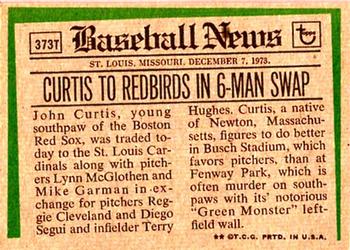 373T
Baseball News
Topps
ST. LOUIS, MISSOURI, DECEMBER 7, 1973.
CURTIS TO REDBIRDS IN 6-MAN SWAP
John Curtis, young
southpaw of the Boston
Red Sox, was traded to-
day to the St. Louis Car-
dinals along with pitchers
Lynn McGlothen and
Mike Garman in ex-
change for pitchers Reg-
gie Cleveland and Diego
Segui and infielder Terry
Hughes. Curtis, a native
of Newton, Massachu-
setts, figures to do better
in Busch Stadium, which
favors pitchers, than at
Fenway Park, which is
often murder on south-
paws with its' notorious
"Green Monster" left-
field wall.
** ©T.C.G. PRTD. IN U.S.A.